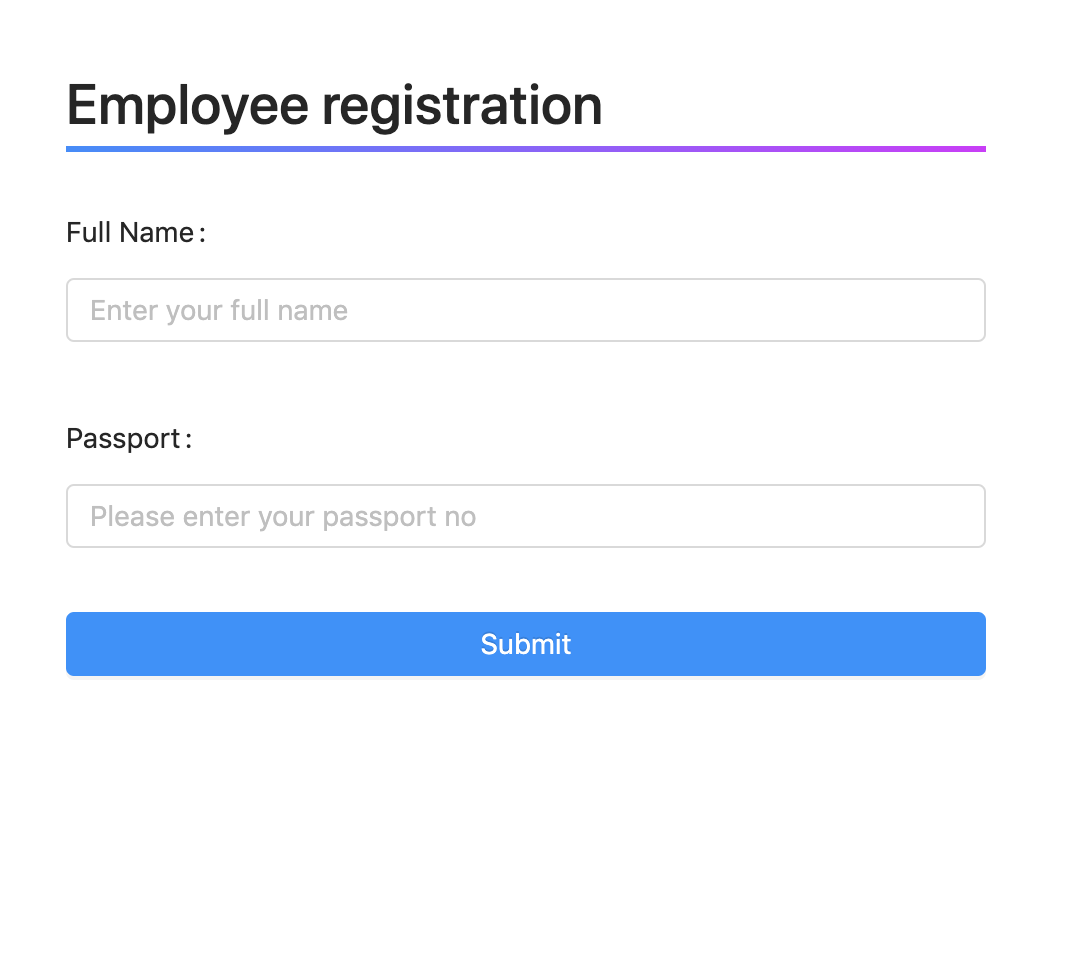 Employee registration
Full Name:
Enter your full name
Passport:
Please enter your passport no
Submit